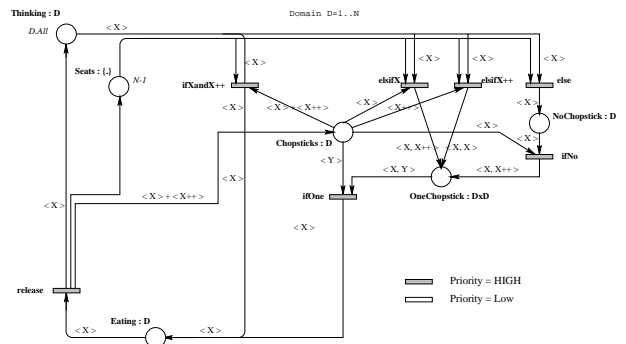 Thinking : D
Domain D=1..N
D.All
< X >
< X >
< X >
< X >
< X >
Seats : {.}
N-1
ifXandX++
elsifX
elsifX++
else
< X >
< X >+< X++ >
< X >
< X++ >
< X >
NoChopstick : D
< X >
< X >
Chopsticks : D
< X, X++ >
< X, X >
ifNo
< Y >
< X, Y >
< X, X++ >
< X >
< X >+< X++ >
ifOne
OneChopstick : DxD
< X >
< X >
release
Priority = HIGH
Priority = Low
Eating : D
< X >
< X >